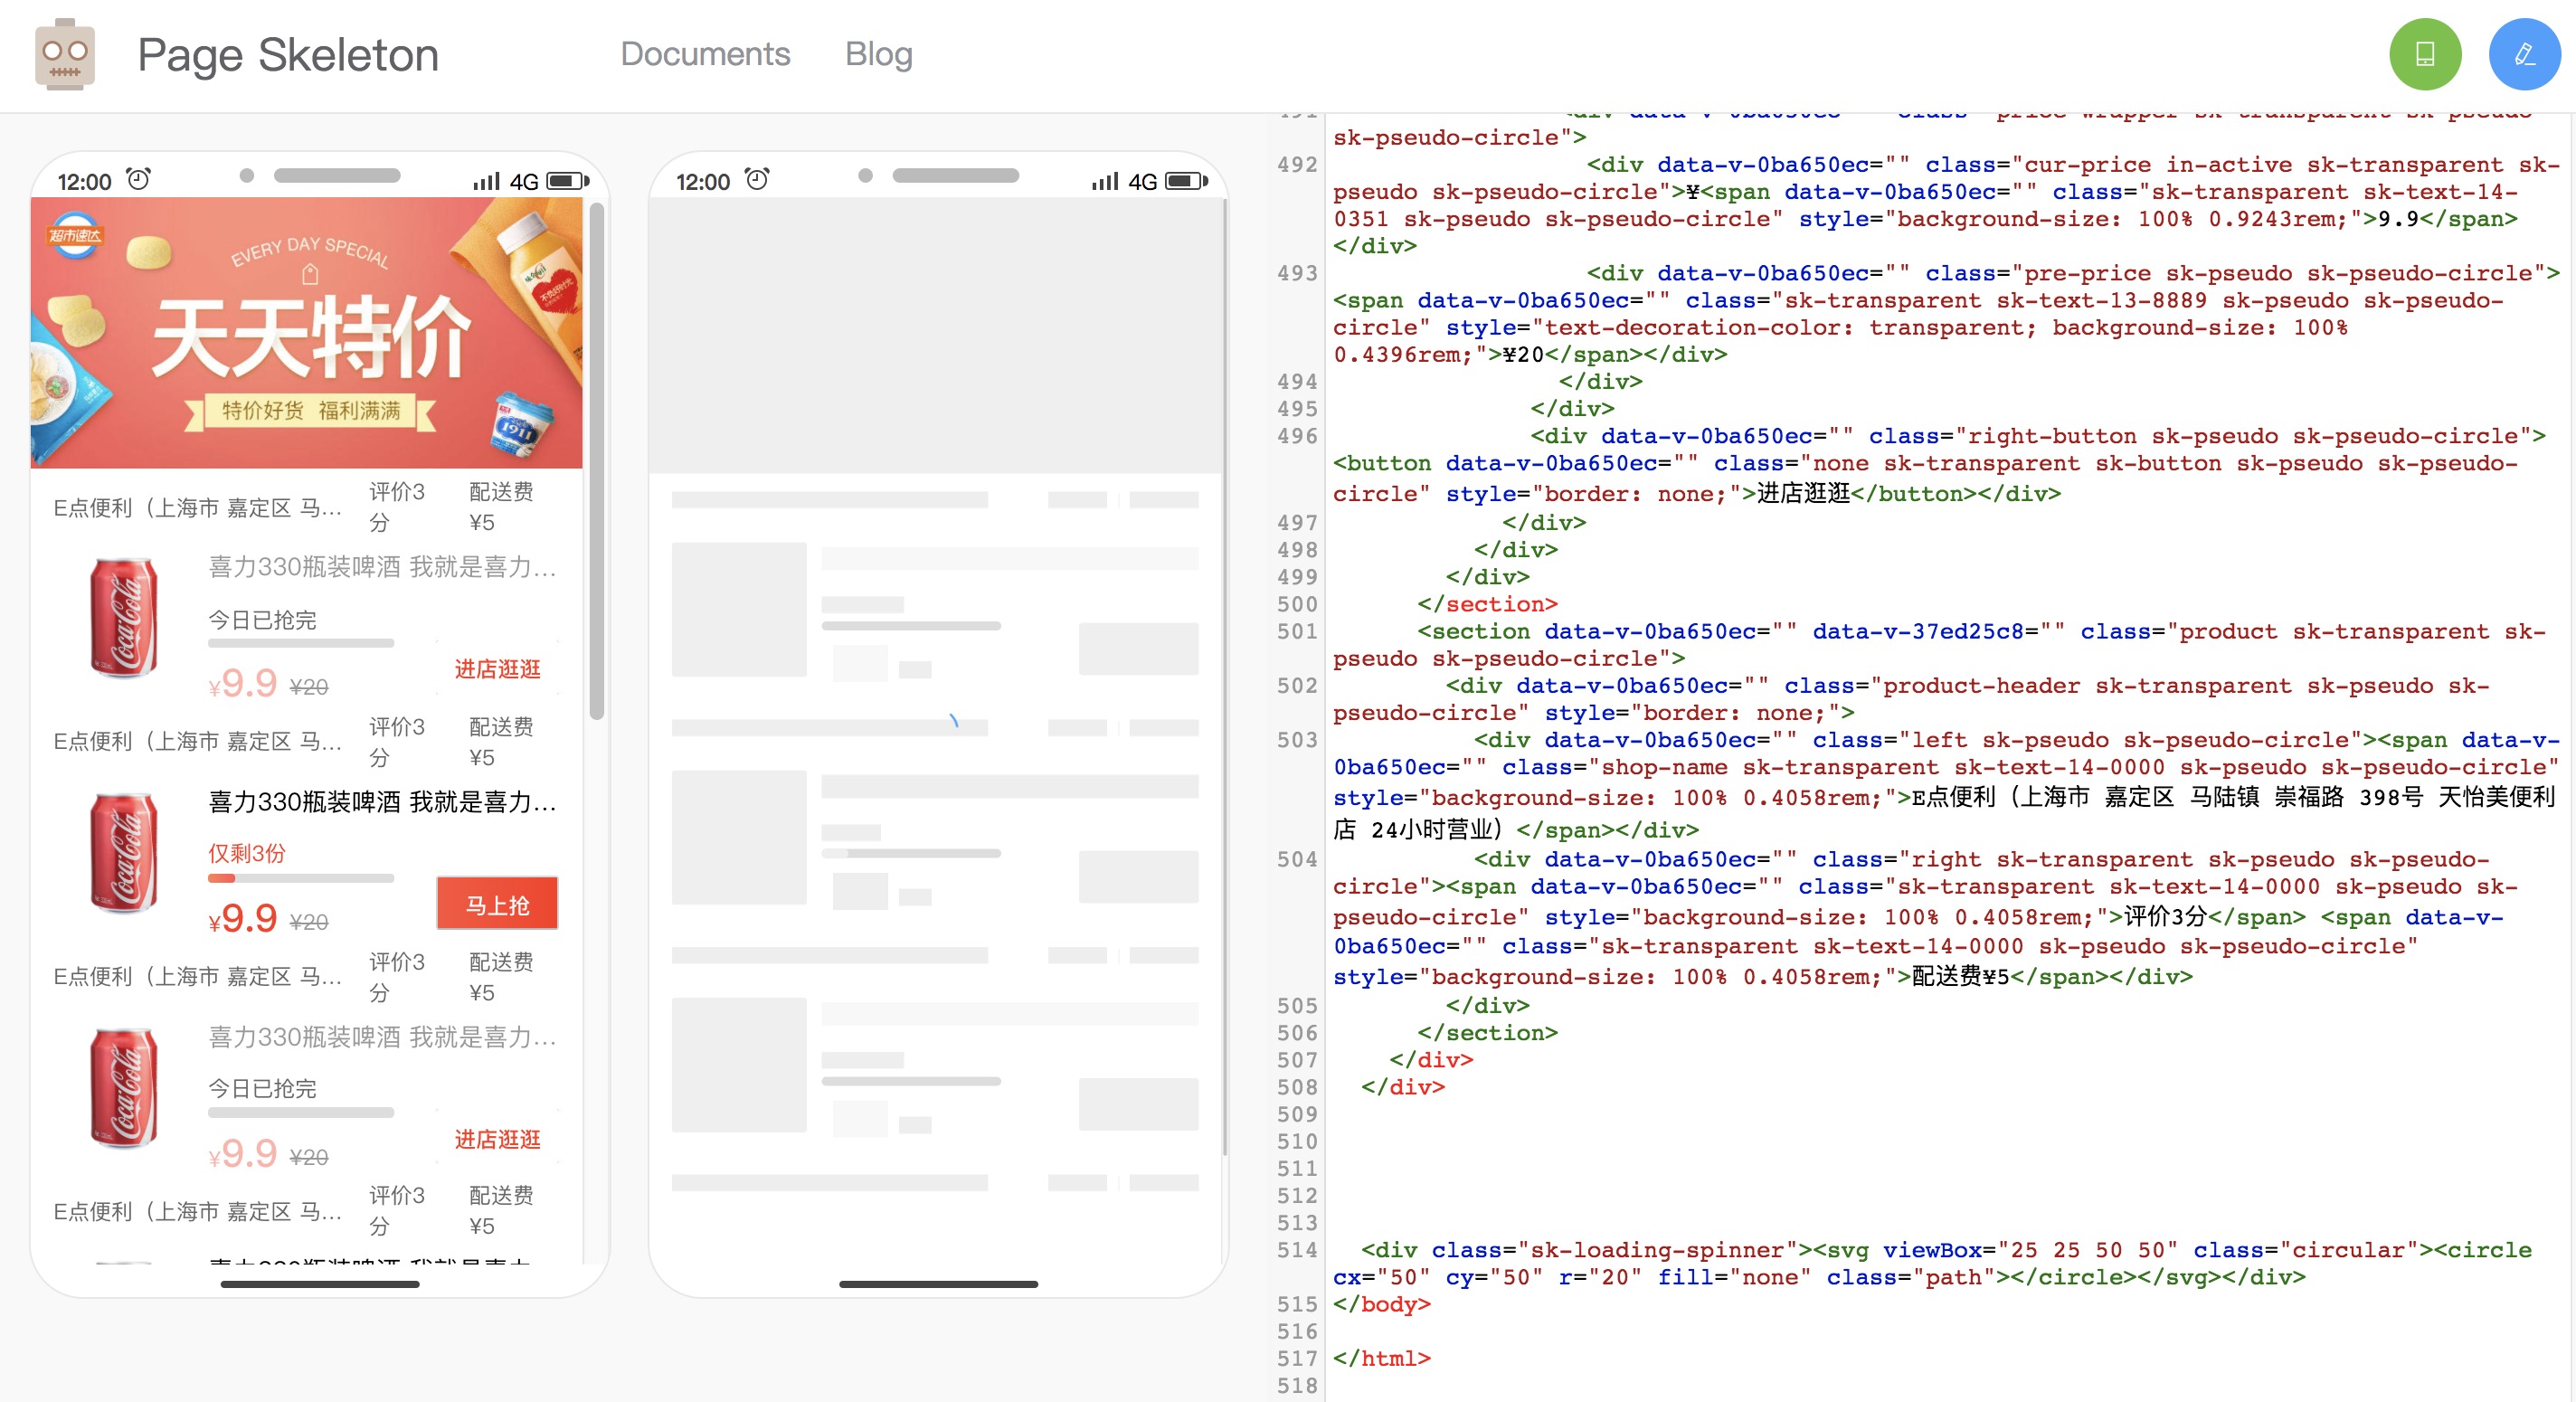 Page Skeleton
Documents
Blog
12:00
4G
超市速达
EVERY DAY SPECIAL
天天特价
特价好货 福利满满
1911
E点便利（上海市 嘉定区 马...
评价3分
配送费¥5
Coca-Cola
喜力330瓶装啤酒 我就是喜力...
今日已抢完
¥9.9 ¥20
进店逛逛
E点便利（上海市 嘉定区 马...
评价3分
配送费¥5
Coca-Cola
喜力330瓶装啤酒 我就是喜力...
仅剩3份
¥9.9 ¥20
马上抢
E点便利（上海市 嘉定区 马...
评价3分
配送费¥5
Coca-Cola
喜力330瓶装啤酒 我就是喜力...
今日已抢完
¥9.9 ¥20
进店逛逛
E点便利（上海市 嘉定区 马...
评价3分
配送费¥5
12:00
4G
sk-pseudo-circle">
492 <div data-v-0ba650ec="" class="cur-price in-active sk-transparent sk-
pseudo sk-pseudo-circle">¥<span data-v-0ba650ec="" class="sk-transparent sk-text-14-
0351 sk-pseudo sk-pseudo-circle" style="background-size: 100% 0.9243rem;">9.9</span>
</div>
493 <div data-v-0ba650ec="" class="pre-price sk-pseudo sk-pseudo-circle">
<span data-v-0ba650ec="" class="sk-transparent sk-text-13-8889 sk-pseudo sk-pseudo-
circle" style="text-decoration-color: transparent; background-size: 100%
0.4396rem;">¥20</span></div>
494 </div>
495 </div>
496 <div data-v-0ba650ec="" class="right-button sk-pseudo sk-pseudo-circle">
<button data-v-0ba650ec="" class="none sk-transparent sk-button sk-pseudo sk-pseudo-
circle" style="border: none;">进店逛逛</button></div>
497 </div>
498 </div>
499 </div>
500 </section>
501 <section data-v-0ba650ec="" data-v-37ed25c8="" class="product sk-transparent sk-
pseudo sk-pseudo-circle">
502 <div data-v-0ba650ec="" class="product-header sk-transparent sk-pseudo sk-
pseudo-circle" style="border: none;">
503 <div data-v-0ba650ec="" class="left sk-pseudo sk-pseudo-circle"><span data-v-
0ba650ec="" class="shop-name sk-transparent sk-text-14-0000 sk-pseudo sk-pseudo-circle"
style="background-size: 100% 0.4058rem;">E点便利（上海市 嘉定区 马陆镇 崇福路 398号 天怡美便利
店 24小时营业）</span></div>
504 <div data-v-0ba650ec="" class="right sk-transparent sk-pseudo sk-pseudo-
circle"><span data-v-0ba650ec="" class="sk-transparent sk-text-14-0000 sk-pseudo sk-
pseudo-circle" style="background-size: 100% 0.4058rem;">评价3分</span> <span data-v-
0ba650ec="" class="sk-transparent sk-text-14-0000 sk-pseudo sk-pseudo-circle"
style="background-size: 100% 0.4058rem;">配送费¥5</span></div>
505 </div>
506 </section>
507 </div>
508 </div>
509
510
511
512
513
514 <div class="sk-loading-spinner"><svg viewBox="25 25 50 50" class="circular"><circle
cx="50" cy="50" r="20" fill="none" class="path"></circle></svg></div>
515 </body>
516
517 </html>
518